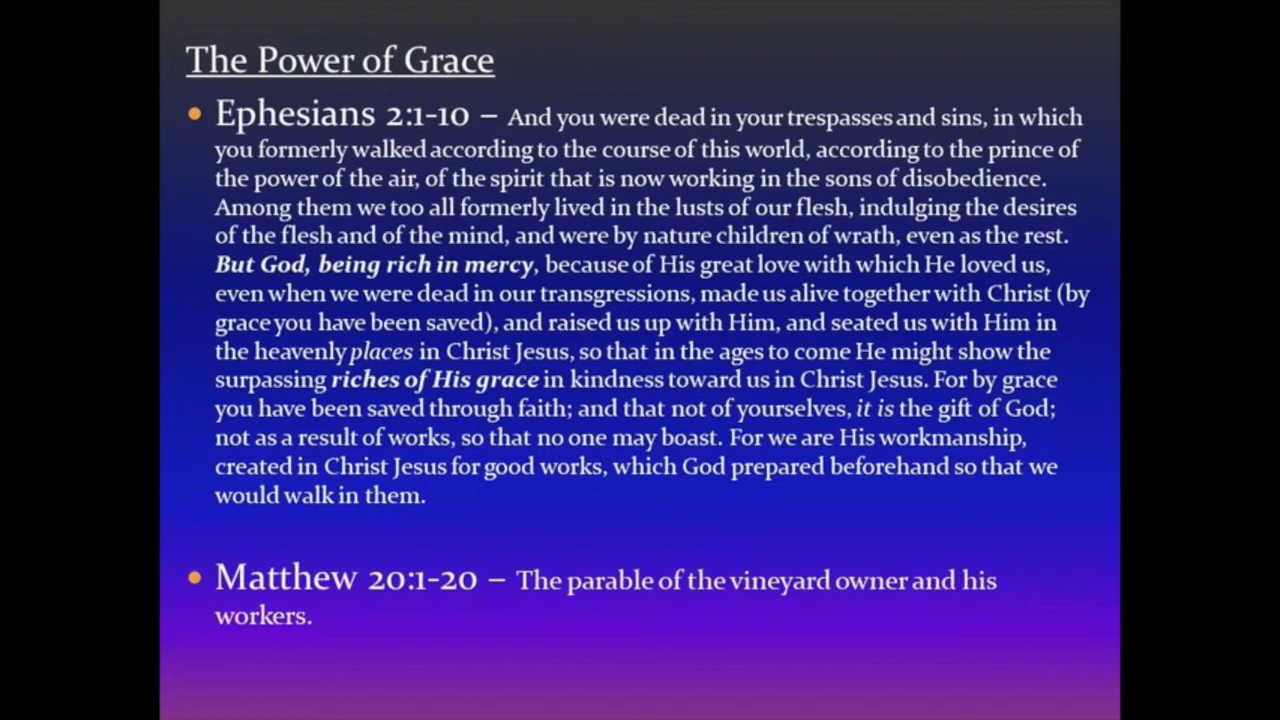 The Power of Grace
• Ephesians 2:1-10 – And you were dead in your trespasses and sins, in which
you formerly walked according to the course of this world, according to the prince of
the power of the air, of the spirit that is now working in the sons of disobedience.
Among them we too all formerly lived in the lusts of our flesh, indulging the desires
of the flesh and of the mind, and were by nature children of wrath, even as the rest.
But God, being rich in mercy, because of His great love with which He loved us,
even when we were dead in our transgressions, made us alive together with Christ (by
grace you have been saved), and raised us up with Him, and seated us with Him in
the heavenly places in Christ Jesus, so that in the ages to come He might show the
surpassing riches of His grace in kindness toward us in Christ Jesus. For by grace
you have been saved through faith; and that not of yourselves, it is the gift of God;
not as a result of works, so that no one may boast. For we are His workmanship,
created in Christ Jesus for good works, which God prepared beforehand so that we
would walk in them.
• Matthew 20:1-20 – The parable of the vineyard owner and his
workers.